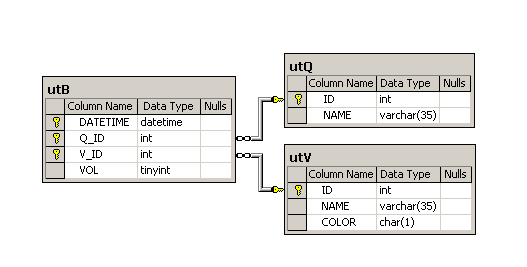 utB
Column Name Data Type Nulls
DATETIME datetime
Q_ID int
V_ID int
VOL tinyint
utQ
Column Name Data Type Nulls
ID int
NAME varchar(35)
utV
Column Name Data Type Nulls
ID int
NAME varchar(35)
COLOR char(1)